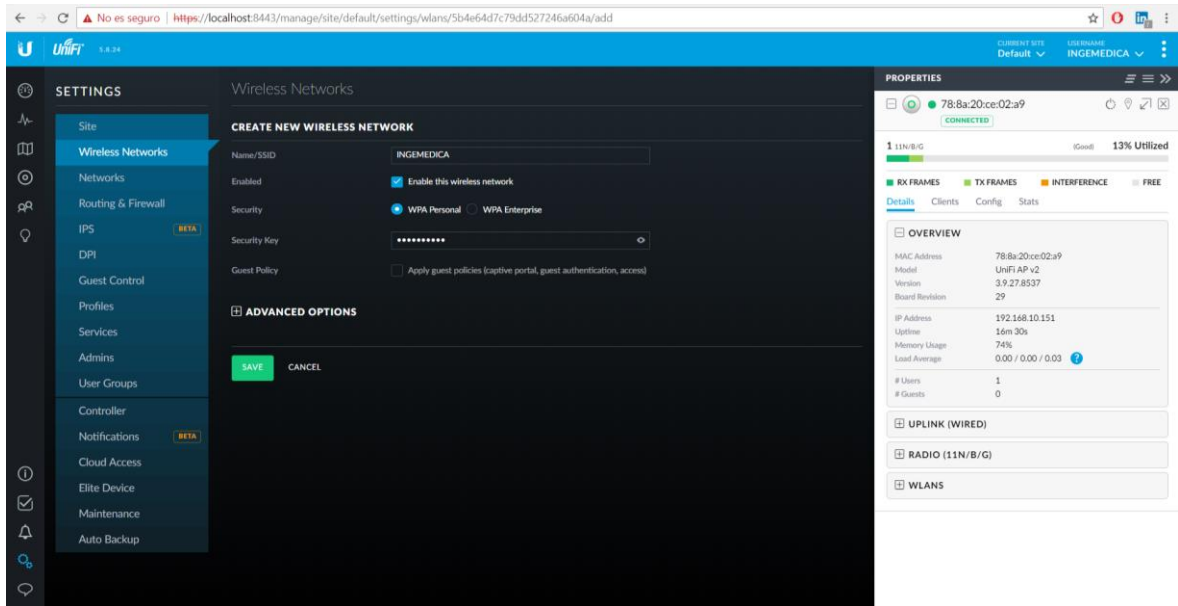 No es seguro | https://localhost:8443/manage/site/default/settings/wlans/5b4e64d7c79dd527246a604a/add
UniFi 5.8.24
CURRENT SITE
Default
USERNAME
INGEMEDICA
SETTINGS
Site
Wireless Networks
Networks
Routing & Firewall
IPS BETA
DPI
Guest Control
Profiles
Services
Admins
User Groups
Controller
Notifications BETA
Cloud Access
Elite Device
Maintenance
Auto Backup
Wireless Networks
CREATE NEW WIRELESS NETWORK
Name/SSID INGEMEDICA
Enabled Enable this wireless network
Security WPA Personal WPA Enterprise
Security Key ••••••••••
Guest Policy Apply guest policies (captive portal, guest authentication, access)
ADVANCED OPTIONS
SAVE CANCEL
PROPERTIES
78:8a:20:ce:02:a9
CONNECTED
1 11N/B/G (Good) 13% Utilized
RX FRAMES TX FRAMES INTERFERENCE FREE
Details Clients Config Stats
OVERVIEW
MAC Address 78:8a:20:ce:02:a9
Model UniFi AP v2
Version 3.9.27.8537
Board Revision 29
IP Address 192.168.10.151
Uptime 16m 30s
Memory Usage 74%
Load Average 0.00 / 0.00 / 0.03 ?
# Users 1
# Guests 0
UPLINK (WIRED)
RADIO (11N/B/G)
WLANS